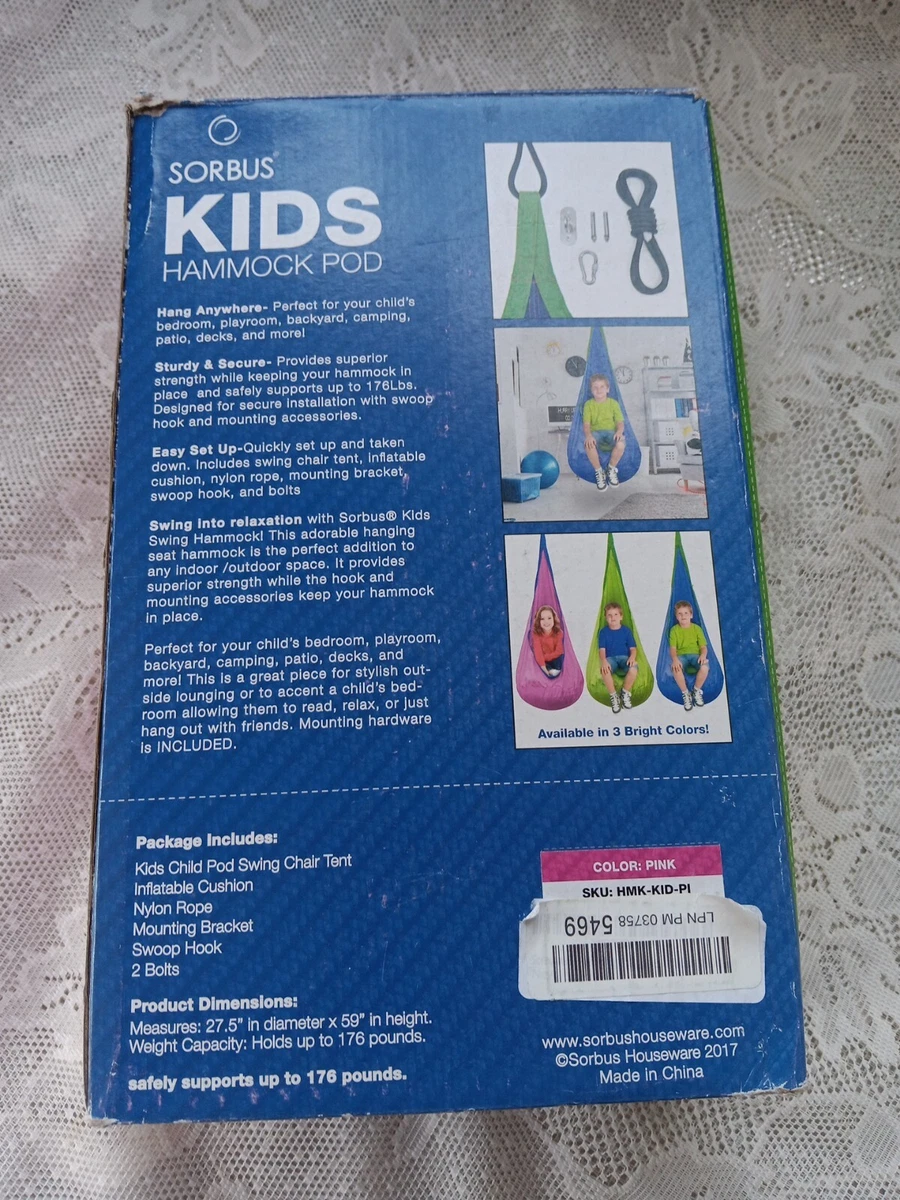 SORBUS®
KIDS
HAMMOCK POD
Hang Anywhere- Perfect for your child's
bedroom, playroom, backyard, camping,
patio, decks, and more!
Sturdy & Secure- Provides superior
strength while keeping your hammock in
place and safely supports up to 176Lbs.
Designed for secure installation with swoop
hook and mounting accessories.
Easy Set Up-Quickly set up and taken
down. Includes swing chair tent, inflatable
cushion, nylon rope, mounting bracket,
swoop hook, and bolts
Swing into relaxation with Sorbus® Kids
Swing Hammock! This adorable hanging
seat hammock is the perfect addition to
any indoor /outdoor space. It provides
superior strength while the hook and
mounting accessories keep your hammock
in place.
Perfect for your child's bedroom, playroom,
backyard, camping, patio, decks, and
more! This is a great piece for stylish out-
side lounging or to accent a child's bed-
room allowing them to read, relax, or just
hang out with friends. Mounting hardware
is INCLUDED.
Available in 3 Bright Colors!
Package Includes:
Kids Child Pod Swing Chair Tent
Inflatable Cushion
Nylon Rope
Mounting Bracket
Swoop Hook
2 Bolts
Product Dimensions:
Measures: 27.5" in diameter x 59" in height.
Weight Capacity: Holds up to 176 pounds.
safely supports up to 176 pounds.
COLOR: PINK
SKU: HMK-KID-PI
LPN PM 03758 5469
www.sorbushouseware.com
©Sorbus Houseware 2017
Made in China